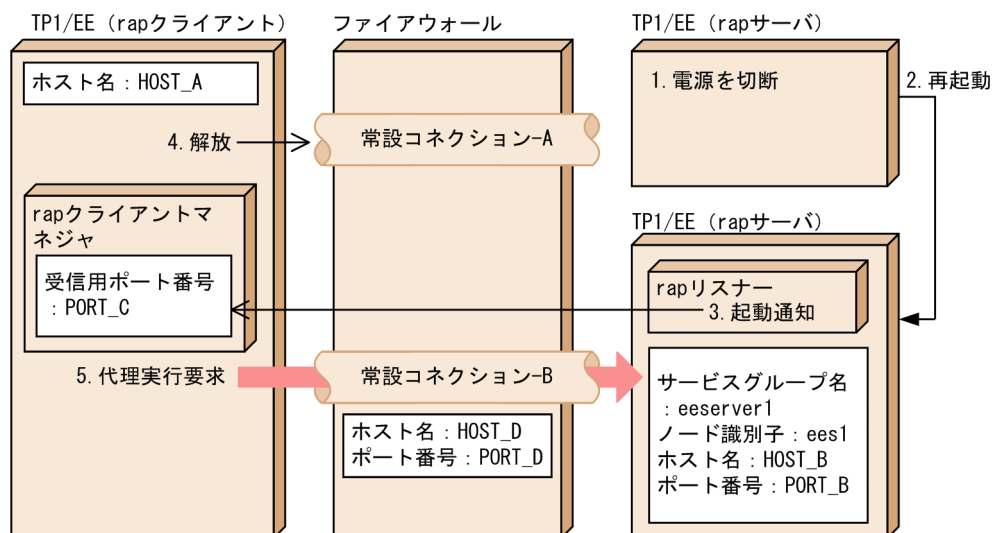 TP1/EE（rapクライアント）
ファイアウォール
TP1/EE（rapサーバ）
ホスト名：HOST_A
1.電源を切断
2.再起動
4.解放
常設コネクション-A
rapクライアントマ
ネジャ
受信用ポート番号
：PORT_C
TP1/EE（rapサーバ）
rapリスナー
3.起動通知
5.代理実行要求
常設コネクション-B
ホスト名：HOST_D
ポート番号：PORT_D
サービスグループ名
：eeserver1
ノード識別子：ees1
ホスト名：HOST_B
ポート番号：PORT_B